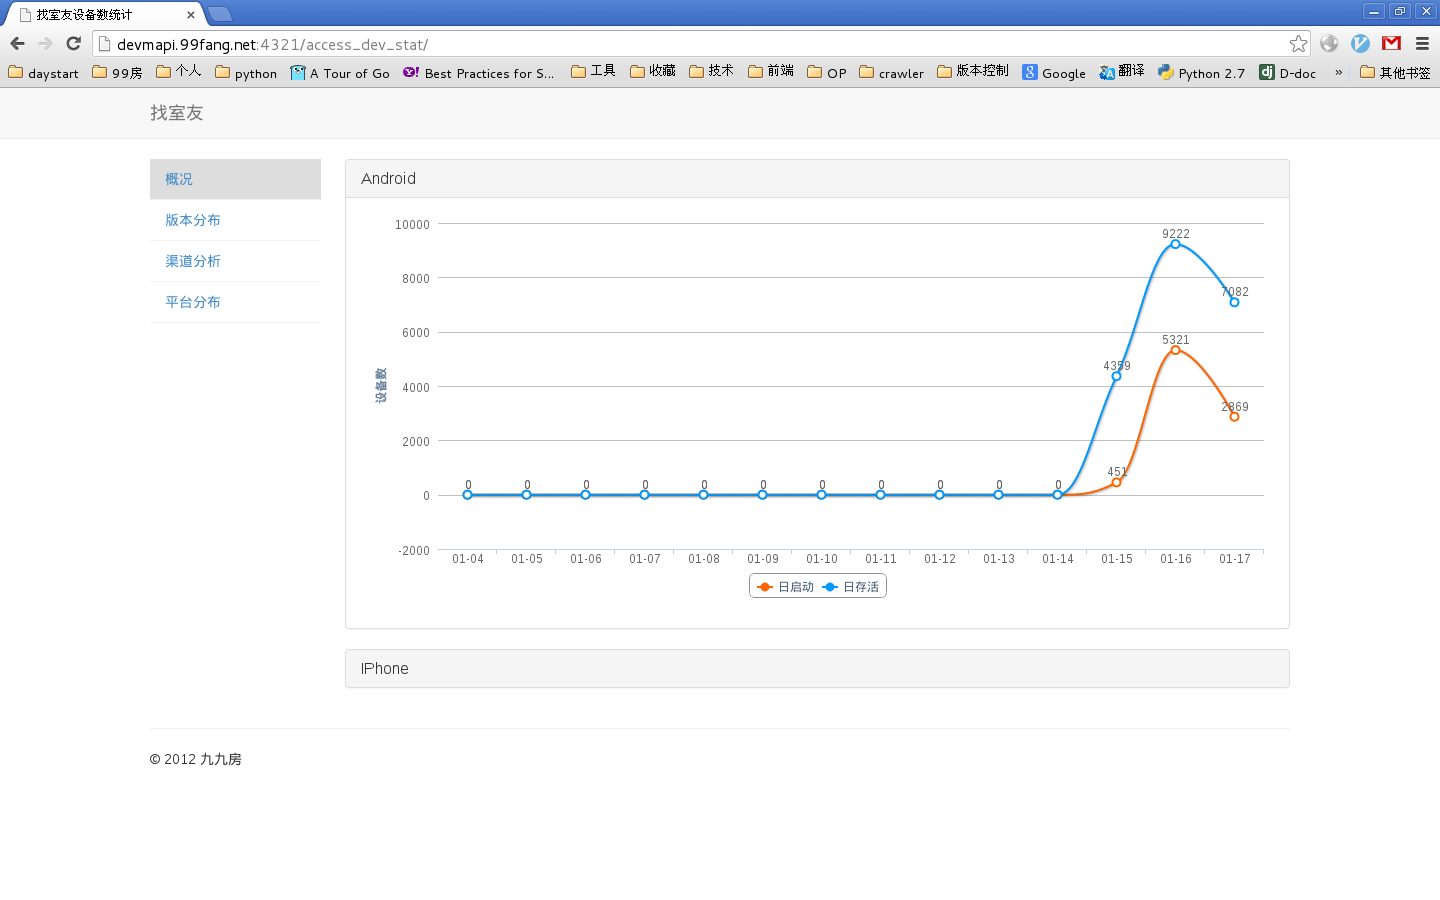 找室友设备数统计
devmapi.99fang.net:4321/access_dev_stat/
daystart 99房 个人 python A Tour of Go Best Practices for S... 工具 收藏 技术 前端 OP crawler 版本控制 Google 翻译 Python 2.7 D-doc » 其他书签
找室友
概况
版本分布
渠道分析
平台分布
Android
设备数
10000
8000
6000
4000
2000
0
-2000
0 0 0 0 0 0 0 0 0 0 0 451 4359 5321 9222 2869 7082
01-04 01-05 01-06 01-07 01-08 01-09 01-10 01-11 01-12 01-13 01-14 01-15 01-16 01-17
日启动 日存活
IPhone
© 2012 九九房